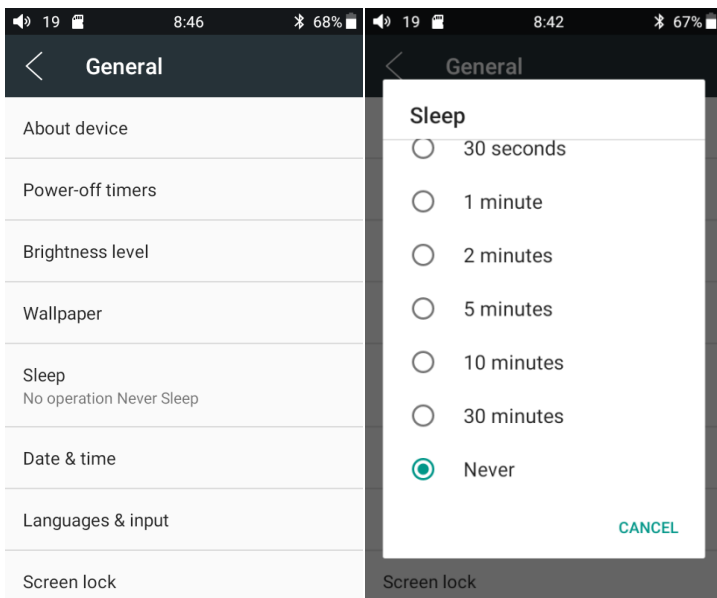 19 8:46 68%
General
About device
Power-off timers
Brightness level
Wallpaper
Sleep
No operation Never Sleep
Date & time
Languages & input
Screen lock
19 8:42 67%
General
Sleep
30 seconds
1 minute
2 minutes
5 minutes
10 minutes
30 minutes
Never
CANCEL
Screen lock